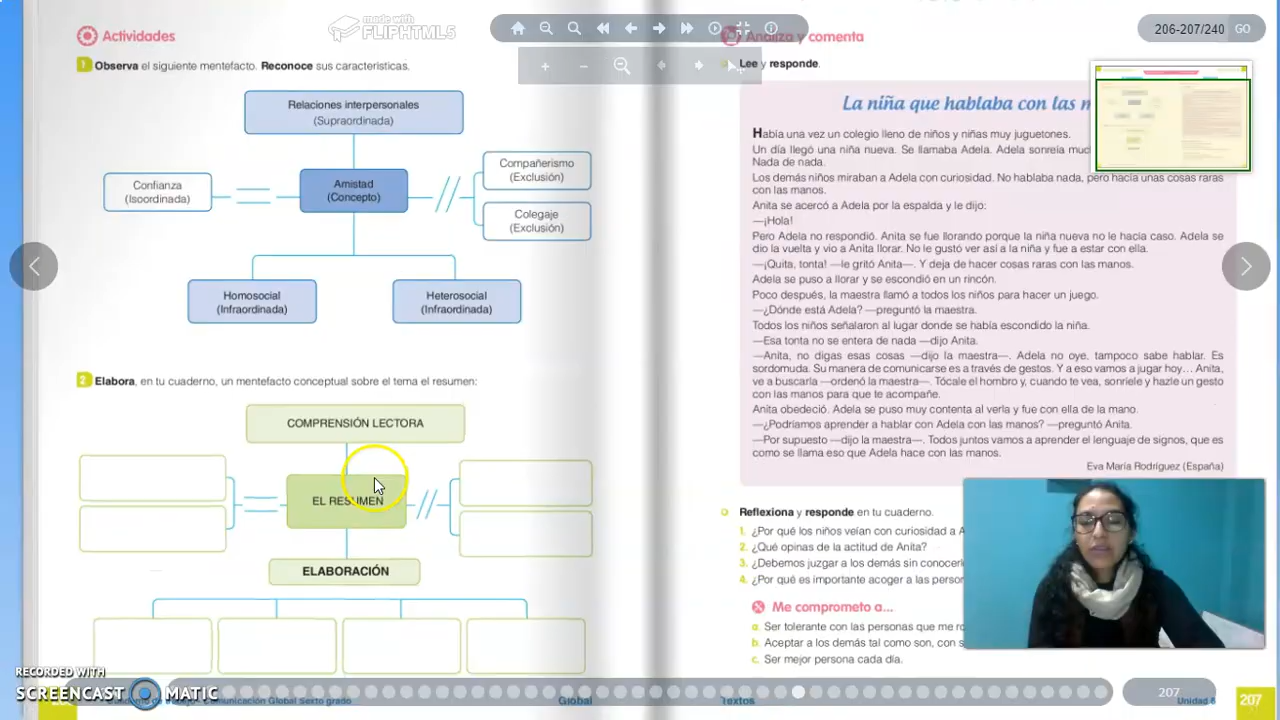 made with
FLIPHTML5
206-207/240 GO
Actividades
1 Observa el siguiente mentefacto. Reconoce sus características.
Relaciones interpersonales
(Supraordinada)
Confianza
(Isoordinada)
Amistad
(Concepto)
Compañerismo
(Exclusión)
Colegaje
(Exclusión)
Homosocial
(Infraordinada)
Heterosocial
(Infraordinada)
2 Elabora, en tu cuaderno, un mentefacto conceptual sobre el tema el resumen:
COMPRENSIÓN LECTORA
EL RESUMEN
ELABORACIÓN
Analiza y comenta
Lee y responde.
La niña que hablaba con las
Había una vez un colegio lleno de niños y niñas muy juguetones.
Un día llegó una niña nueva. Se llamaba Adela. Adela sonreía
Nada de nada.
Los demás niños miraban a Adela con curiosidad. No hablaba nada, pero hacía unas cosas raras
con las manos.
Anita se acercó a Adela por la espalda y le dijo:
—¡Hola!
Pero Adela no respondió. Anita se fue llorando porque la niña nueva no le hacía caso. Adela se
dio la vuelta y vio a Anita llorar. No le gustó ver así a la niña y fue a estar con ella.
—¡Quita, tonta! —le gritó Anita—. Y deja de hacer cosas raras con las manos.
Adela se puso a llorar y se escondió en un rincón.
Poco después, la maestra llamó a todos los niños para hacer un juego.
—¿Dónde está Adela? —preguntó la maestra.
Todos los niños señalaron al lugar donde se había escondido la niña.
—Esa tonta no se entera de nada —dijo Anita.
—Anita, no digas esas cosas —dijo la maestra—. Adela no oye, tampoco sabe hablar. Es
sordomuda. Su manera de comunicarse es a través de gestos. Y a eso vamos a jugar hoy... Anita,
ve a buscarla —ordenó la maestra—. Tócale el hombro y, cuando te vea, sonríele y hazle un gesto
con las manos para que te acompañe.
Anita obedeció. Adela se puso muy contenta al verla y fue con ella de la mano.
—¿Podríamos aprender a hablar con Adela con las manos? —preguntó Anita.
—Por supuesto —dijo la maestra—. Todos juntos vamos a aprender el lenguaje de signos, que es
como se llama eso que Adela hace con las manos.
Eva María Rodríguez (España)
Reflexiona y responde en tu cuaderno.
1. ¿Por qué los niños veían con curiosidad a
2. ¿Qué opinas de la actitud de Anita?
3. ¿Debemos juzgar a los demás sin
4. ¿Por qué es importante acoger a las
Me comprometo a...
a. Ser tolerante con las personas que me
b. Aceptar a los demás tal como son, con
c. Ser mejor persona cada día.
RECORDED WITH
SCREENCAST MATIC
Comunicación Global Sexto grado
Global
Textos
207
Unidad 6
207